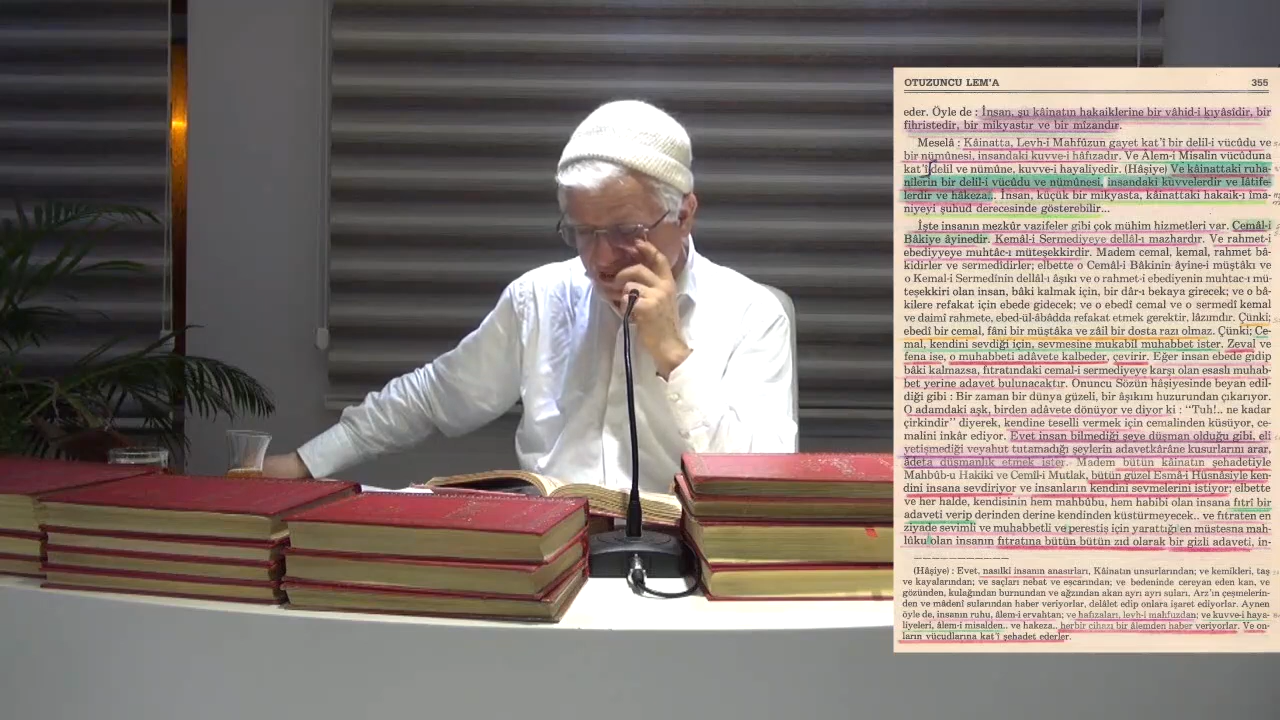 OTUZUNCU LEM'A 355
eder. Öyle de : İnsan, şu kâinatın hakaiklerine bir vâhid-i kıyâsîdir, bir
fihristedir, bir mikyastır ve bir mîzandır.
Meselâ : Kâinatta, Levh-i Mahfûzun gayet kat'î bir delil-i vücûdu ve
bir nümûnesi, insandaki kuvve-i hâfızadır. Ve Âlem-i Misalin vücûduna
kat'î delil ve nümûne, kuvve-i hayaliyedir. (Hâşiye) Ve kâinattaki ruha-
nîlerin bir delil-i vücûdu ve nümûnesi, insandaki kuvvelerdir ve lâtife-
lerdir ve hâkeza.. İnsan, küçük bir mikyasta, kâinattaki hakaik-ı îma-
niyeyi şuhud derecesinde gösterebilir...
İşte insanın mezkûr vazifeler gibi çok mühim hizmetleri var. Cemâl-i
Bâkiye âyinedir. Kemâl-i Sermediyeye dellâl-ı mazhardır. Ve rahmet-i
ebediyyeye muhtâc-ı müteşekkirdir. Madem cemal, kemal, rahmet bâ-
kidirler ve sermedîdirler; elbette o Cemâl-i Bâkinin âyine-i müştâkı ve
o Kemal-i Sermedînin dellâl-ı âşıkı ve o rahmet-i ebediyenin muhtac-ı mü-
teşekkiri olan insan, bâki kalmak için, bir dâr-ı bekaya girecek; ve o bâ-
kilere refakat için ebede gidecek; ve o ebedî cemal ve o sermedî kemal
ve daimî rahmete, ebed-ül-âbâdda refakat etmek gerektir, lâzımdır. Çünki;
ebedî bir cemal, fâni bir müştâka ve zâil bir dosta razı olmaz. Çünki; Ce-
mal, kendini sevdiği için, sevmesine mukabil muhabbet ister. Zeval ve
fena ise, o muhabbeti adâvete kalbeder, çevirir. Eğer insan ebede gidip
bâki kalmazsa, fıtratındaki cemal-i sermediyeye karşı olan esaslı muhab-
bet yerine adavet bulunacaktır. Onuncu Sözün hâşiyesinde beyan edil-
diği gibi : Bir zaman bir dünya güzeli, bir âşıkını huzurundan çıkarıyor.
O adamdaki aşk, birden adâvete dönüyor ve diyor ki : "Tuh!.. ne kadar
çirkindir" diyerek, kendine teselli vermek için cemalinden küsüyor, ce-
malini inkâr ediyor. Evet insan bilmediği şeye düşman olduğu gibi, eli
yetişmediği veyahut tutamadığı şeylerin adavetkârane kusurlarını arar,
âdeta düşmanlık etmek ister. Madem bütün kâinatın şehadetiyle
Mahbûb-u Hakikî ve Cemîl-i Mutlak, bütün güzel Esmâ-i Hüsnâsiyle ken-
dini insana sevdiriyor ve insanların kendini sevmelerini istiyor; elbette
ve her halde, kendisinin hem mahbûbu, hem habibi olan insana fıtrî bir
adaveti verip derinden derine kendinden küstürmeyecek.. ve fıtraten en
ziyade sevimli ve muhabbetli ve perestiş için yarattığı en müstesna mah-
lûku olan insanın fıtratına bütün bütün zıd olarak bir gizli adaveti, in-
(Hâşiye) : Evet, nasılki insanın anasırları, Kâinatın unsurlarından; ve kemikleri, taş
ve kayalarından; ve saçları nebat ve eşcarından; ve bedeninde cereyan eden kan, ve
gözünden, kulağından burnundan ve ağzından akan ayrı ayrı suları, Arz'ın çeşmelerin-
den ve mâdenî sularından haber veriyorlar, delâlet edip onlara işaret ediyorlar. Aynen
öyle de, insanın ruhu, âlem-i ervahtan; ve hafızaları, levh-i mahfuzdan; ve kuvve-i haya-
liyeleri, âlem-i misalden.. ve hakeza.. herbir cihazı bir âlemden haber veriyorlar. Ve on-
ların vücudlarına kat'î şehadet ederler.